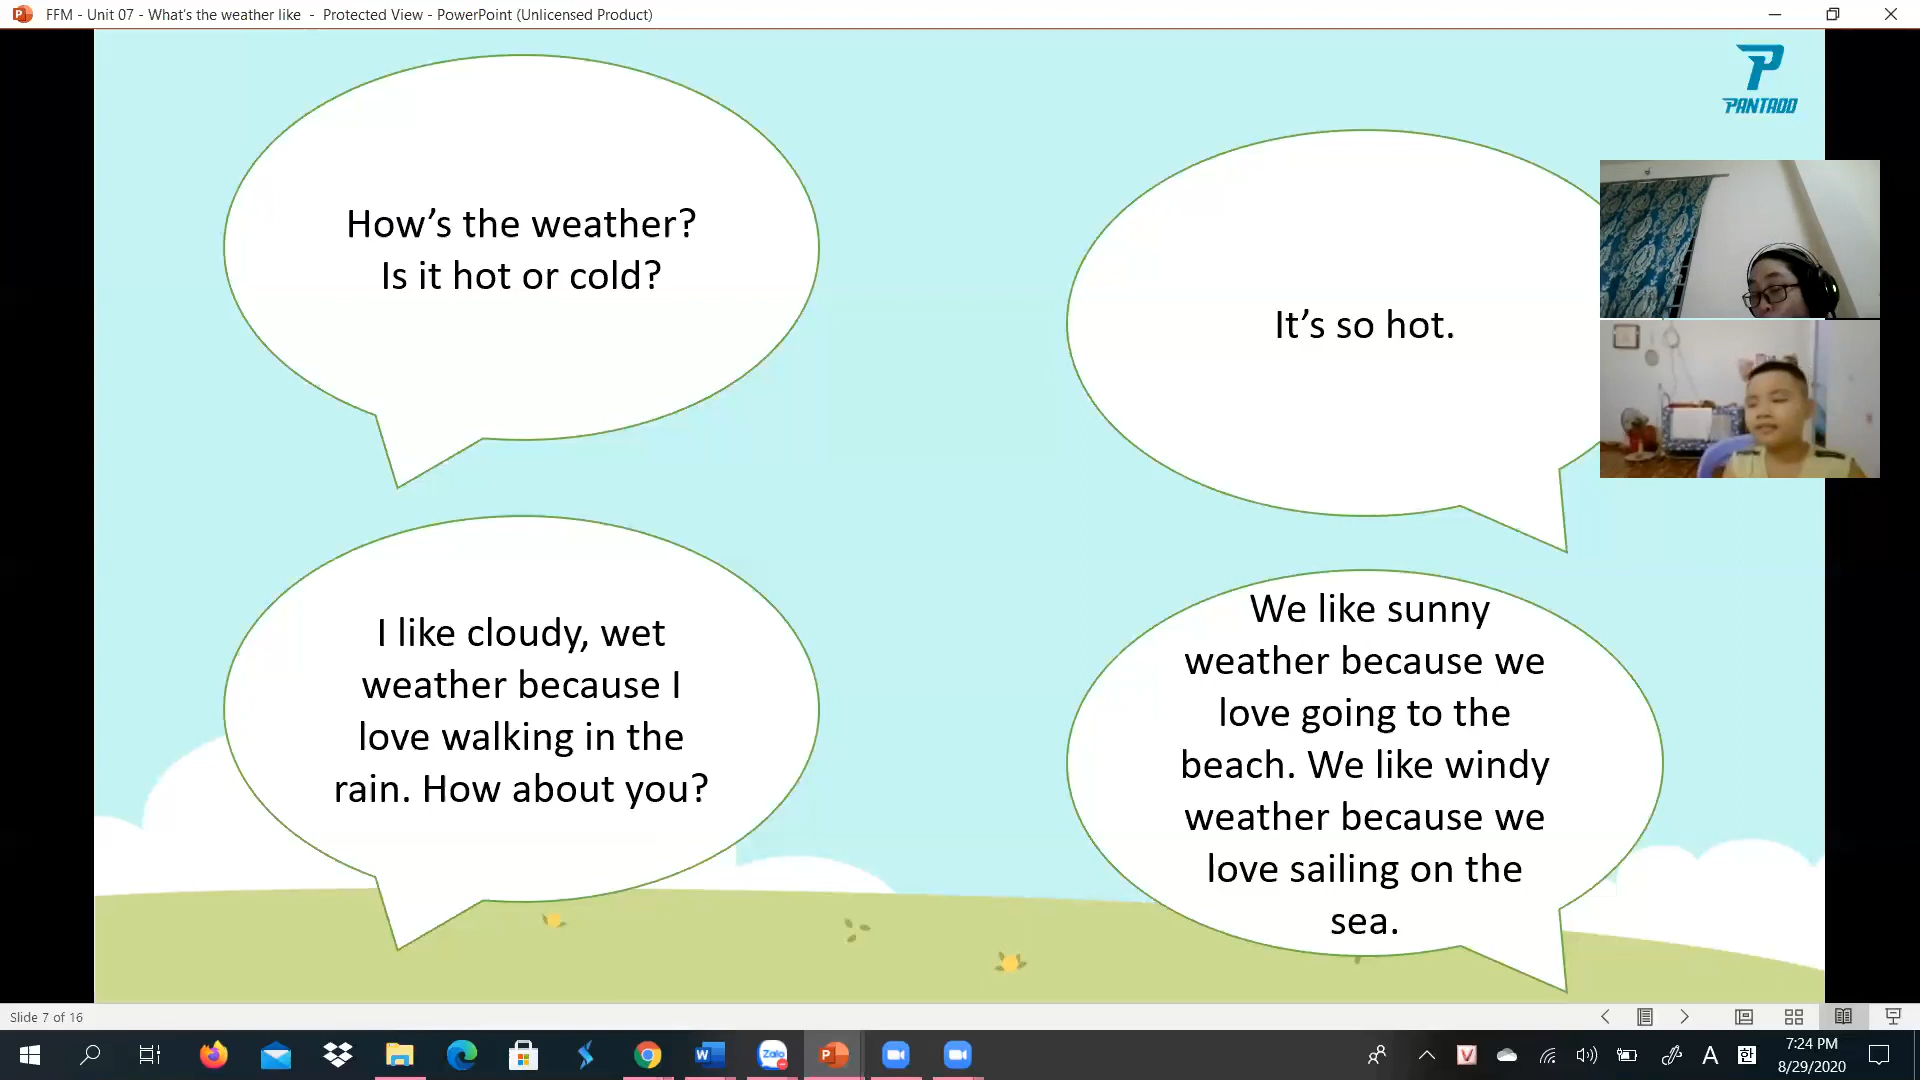 FFM - Unit 07 - What's the weather like - Protected View - PowerPoint (Unlicensed Product)
PANTADO
How's the weather?
Is it hot or cold?
It's so hot.
I like cloudy, wet
weather because I
love walking in the
rain. How about you?
We like sunny
weather because we
love going to the
beach. We like windy
weather because we
love sailing on the
sea.
Slide 7 of 16
Zalo
A
한
7:24 PM
8/29/2020